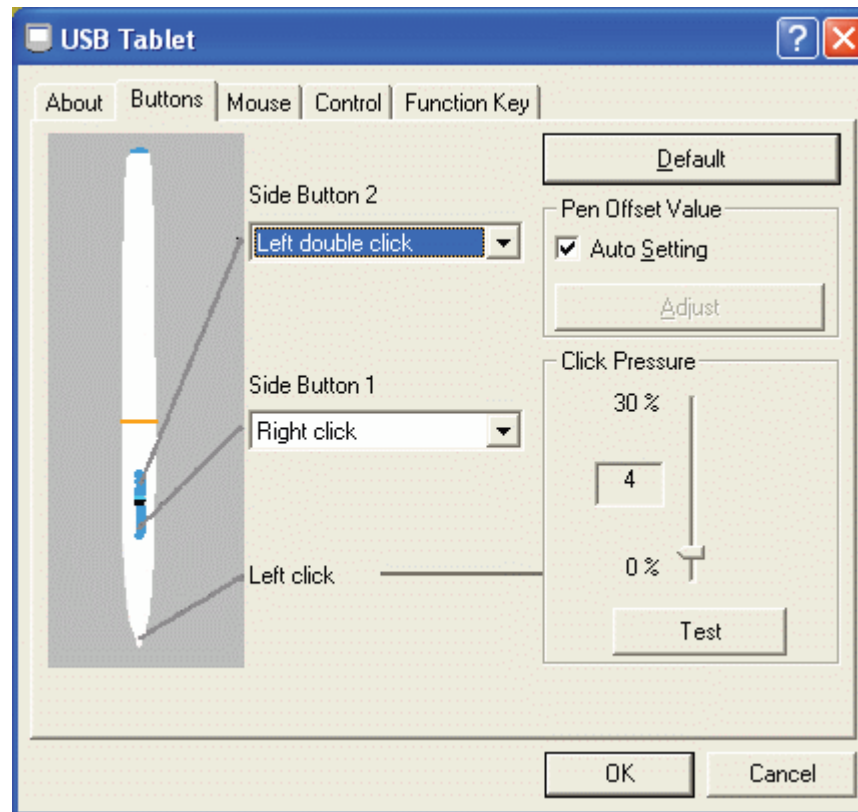 USB Tablet
About Buttons Mouse Control Function Key
Default
Side Button 2
Left double click
Pen Offset Value
Auto Setting
Adjust
Side Button 1
Right click
Left click
Click Pressure
30 %
4
0 %
Test
OK Cancel